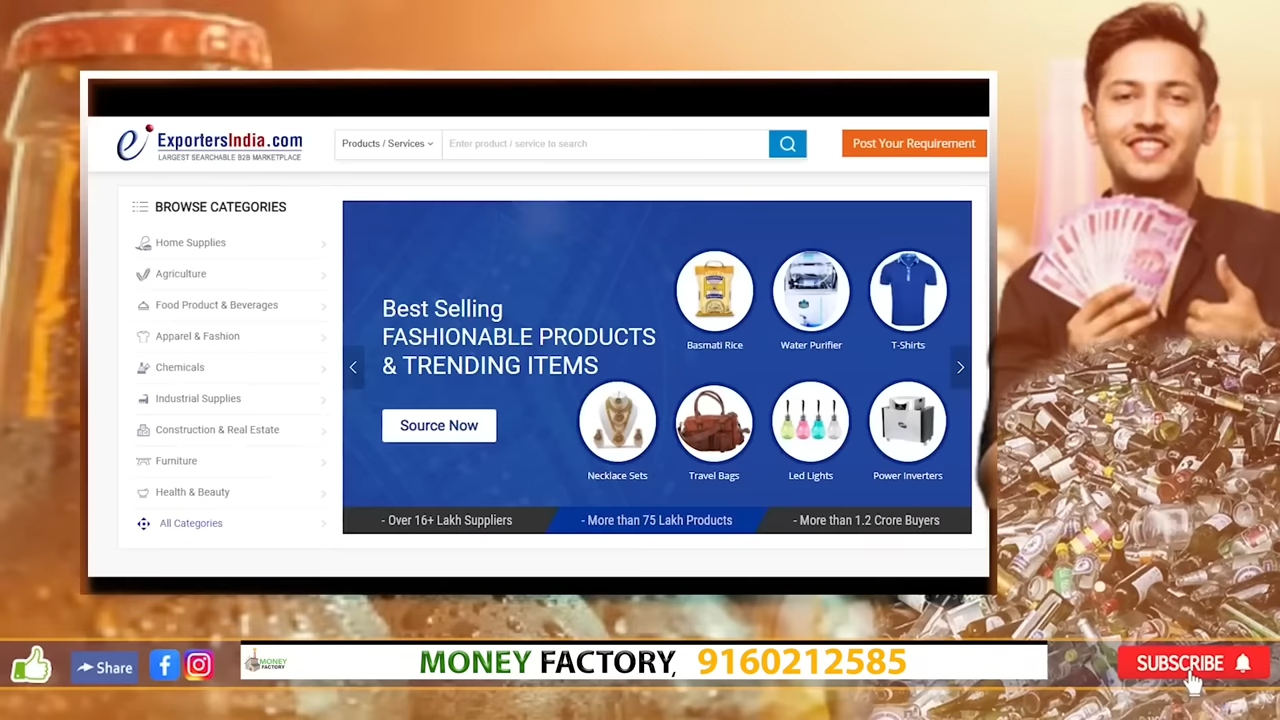 ExportersIndia.com
LARGEST SEARCHABLE B2B MARKETPLACE
Products / Services
Enter product / service to search
Post Your Requirement
BROWSE CATEGORIES
Home Supplies
Agriculture
Food Product & Beverages
Apparel & Fashion
Chemicals
Industrial Supplies
Construction & Real Estate
Furniture
Health & Beauty
All Categories
Best Selling
FASHIONABLE PRODUCTS
& TRENDING ITEMS
Source Now
Basmati Rice
Water Purifier
T-Shirts
Necklace Sets
Travel Bags
Led Lights
Power Inverters
- Over 16+ Lakh Suppliers
- More than 75 Lakh Products
- More than 1.2 Crore Buyers
Share
MONEY
FACTORY
MONEY FACTORY, 9160212585
SUBSCRIBE